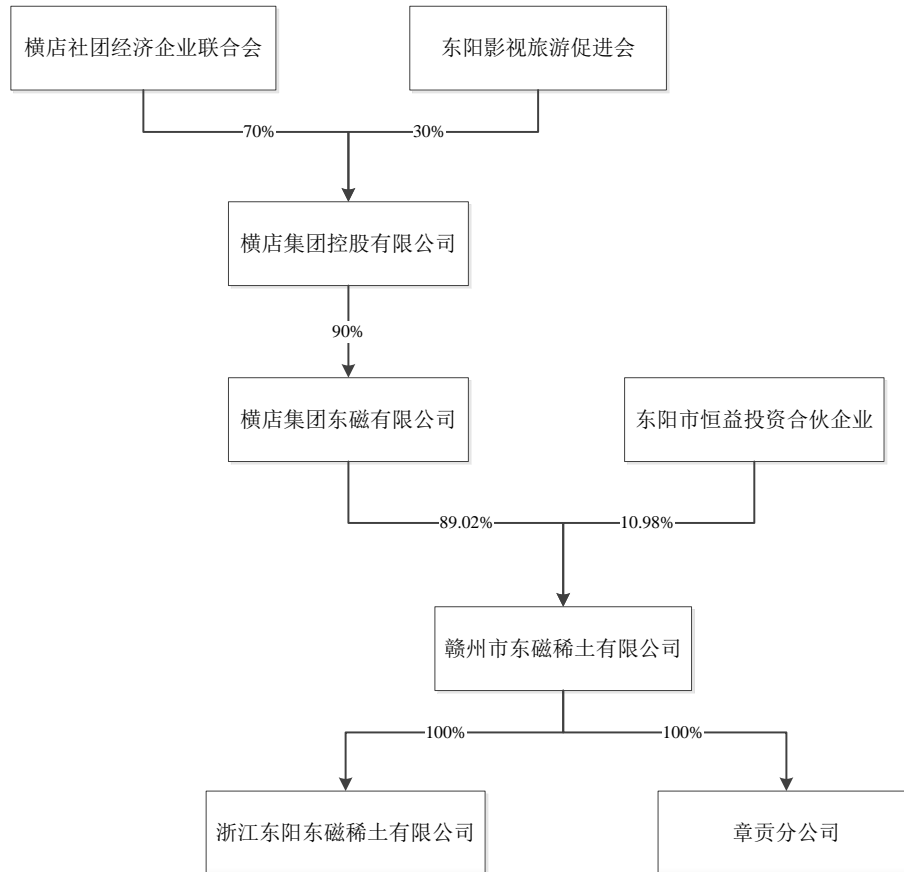 横店社团经济企业联合会
东阳影视旅游促进会
70%
30%
横店集团控股有限公司
90%
横店集团东磁有限公司
东阳市恒益投资合伙企业
89.02%
10.98%
赣州市东磁稀土有限公司
100%
100%
浙江东阳东磁稀土有限公司
章贡分公司